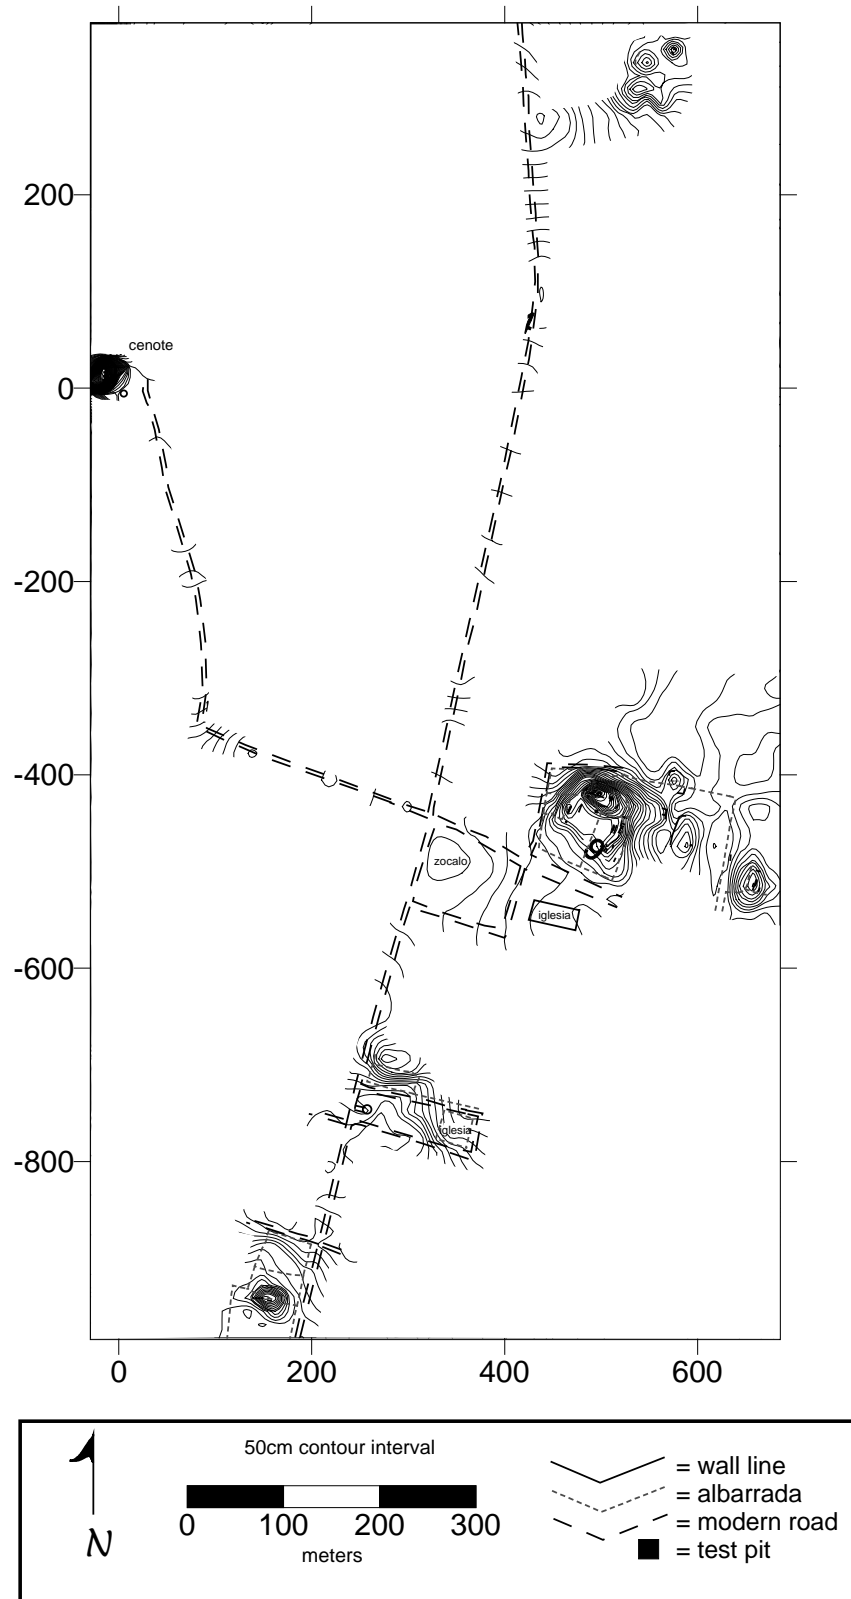 200
cenote
0
-200
-400
zocalo
iglesia
-600
iglesia
-800
0 200 400 600
50cm contour interval
= wall line
= albarrada
= modern road
= test pit
0 100 200 300
meters
N